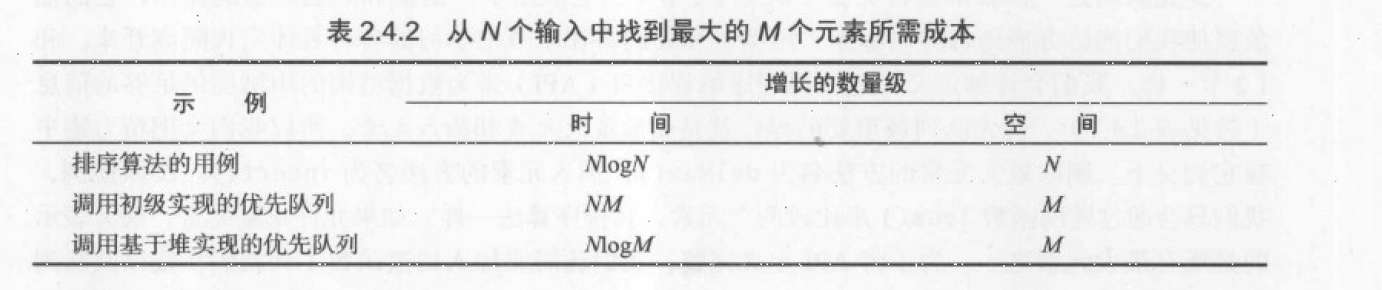 表 2.4.2 从 N 个输入中找到最大的 M 个元素所需成本
示 例 增长的数量级
时 间 空 间
排序算法的用例 NlogN N
调用初级实现的优先队列 NM M
调用基于堆实现的优先队列 NlogM M